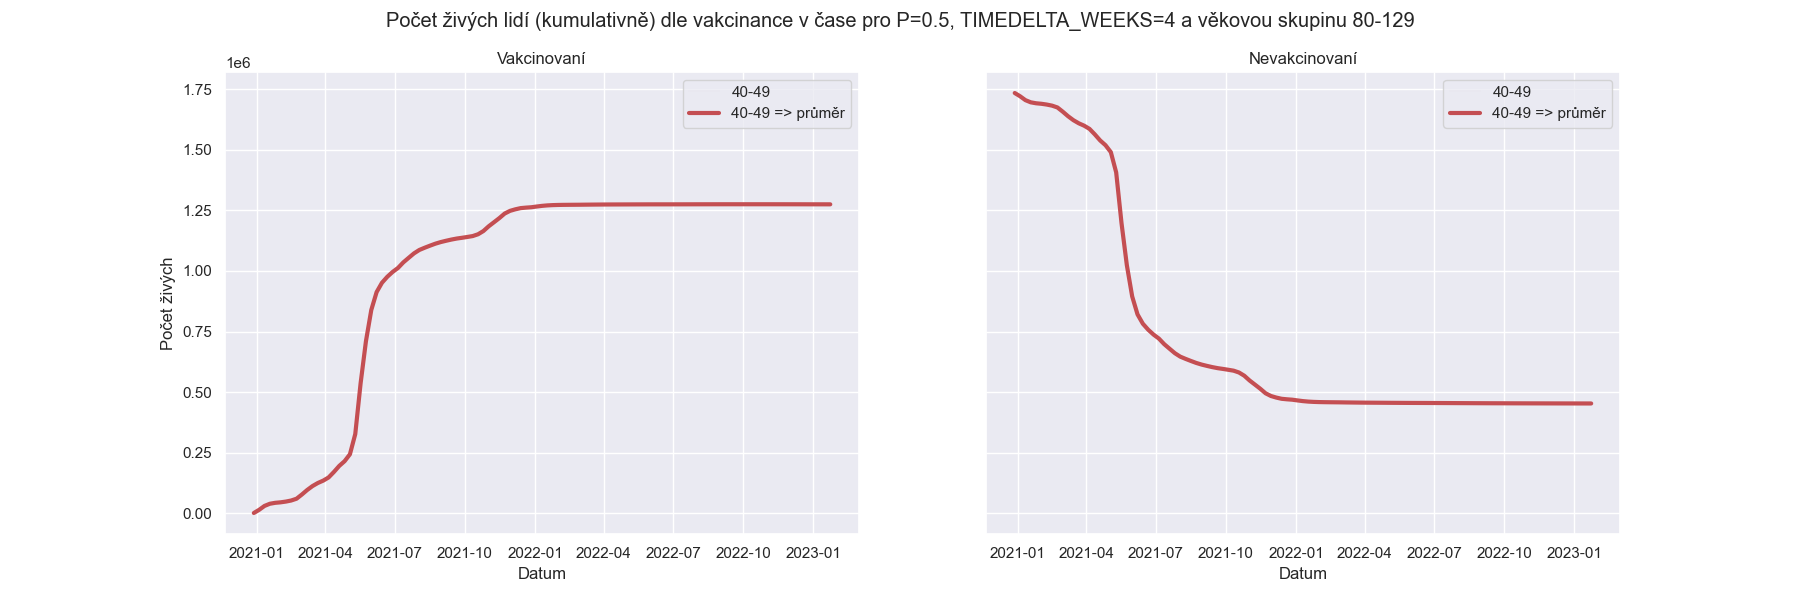 Počet živých lidí (kumulativně) dle vakcinance v čase pro P=0.5, TIMEDELTA_WEEKS=4 a věkovou skupinu 80-129
Vakcinovaní
1e6
40-49
40-49 => průměr
1.75
1.50
1.25
1.00
0.75
0.50
0.25
0.00
Počet živých
2021-01 2021-04 2021-07 2021-10 2022-01 2022-04 2022-07 2022-10 2023-01
Datum
Nevakcinovaní
40-49
40-49 => průměr
2021-01 2021-04 2021-07 2021-10 2022-01 2022-04 2022-07 2022-10 2023-01
Datum